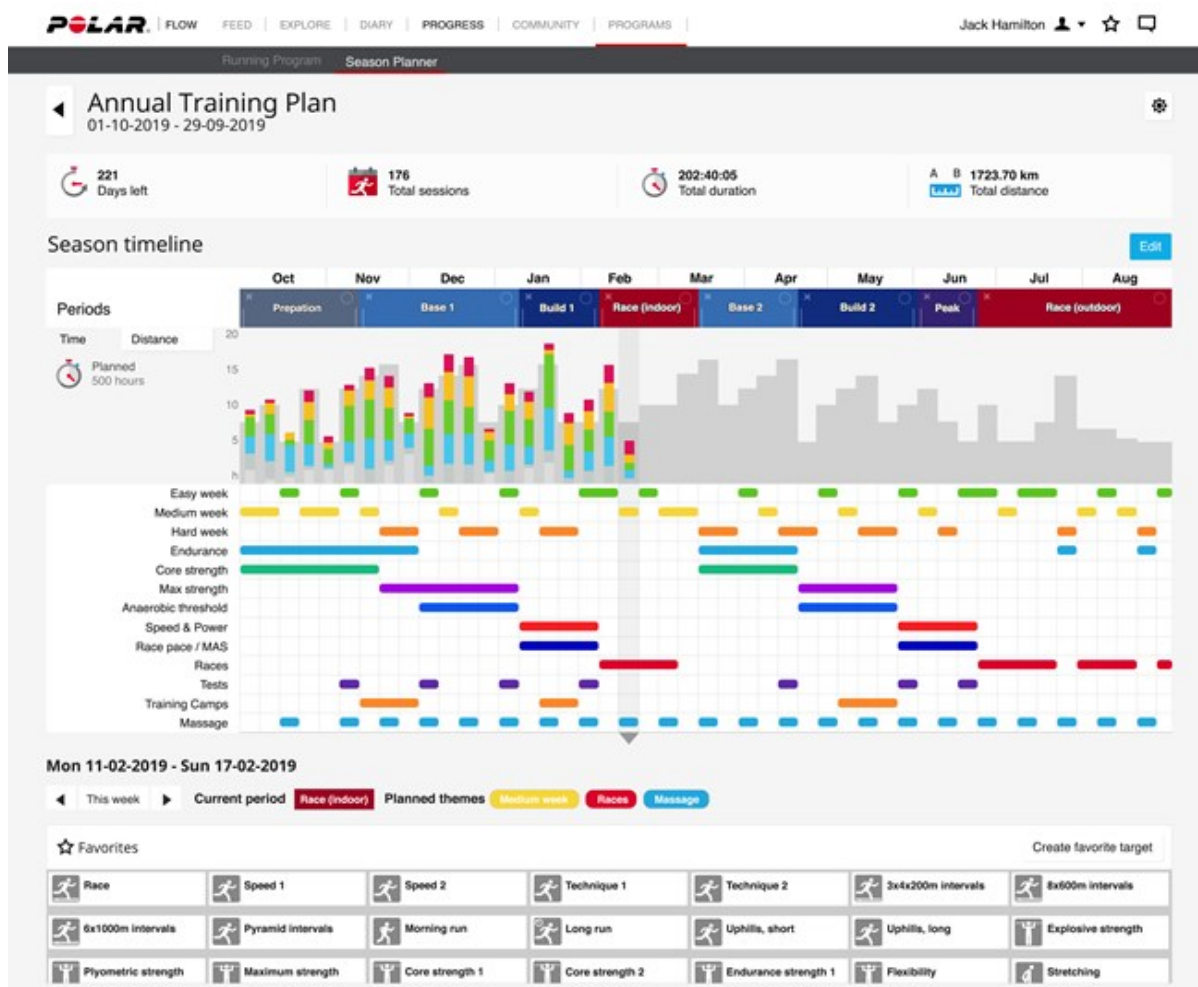 POLAR. FLOW FEED EXPLORE DIARY PROGRESS COMMUNITY PROGRAMS Jack Hamilton
Running Program Season Planner
Annual Training Plan
01-10-2019 - 29-09-2019
221 176 202:40:05 A B 1723.70 km
Days left Total sessions Total duration Total distance
Season timeline Edit
Oct Nov Dec Jan Feb Mar Apr May Jun Jul Aug
Periods Prepation Base 1 Build 1 Race (indoor) Base 2 Build 2 Peak Race (outdoor)
Time Distance 20
Planned 15
500 hours
10
5
h
Easy week
Medium week
Hard week
Endurance
Core strength
Max strength
Anaerobic threshold
Speed & Power
Race pace / MAS
Races
Tests
Training Camps
Massage
Mon 11-02-2019 - Sun 17-02-2019
This week Current period Race (indoor) Planned themes Medium week Races Massage
Favorites Create favorite target
Race Speed 1 Speed 2 Technique 1 Technique 2 3x4x200m intervals 8x600m intervals
6x1000m intervals Pyramid intervals Morning run Long run Uphills, short Uphills, long Explosive strength
Plyometric strength Maximum strength Core strength 1 Core strength 2 Endurance strength 1 Flexibility Stretching